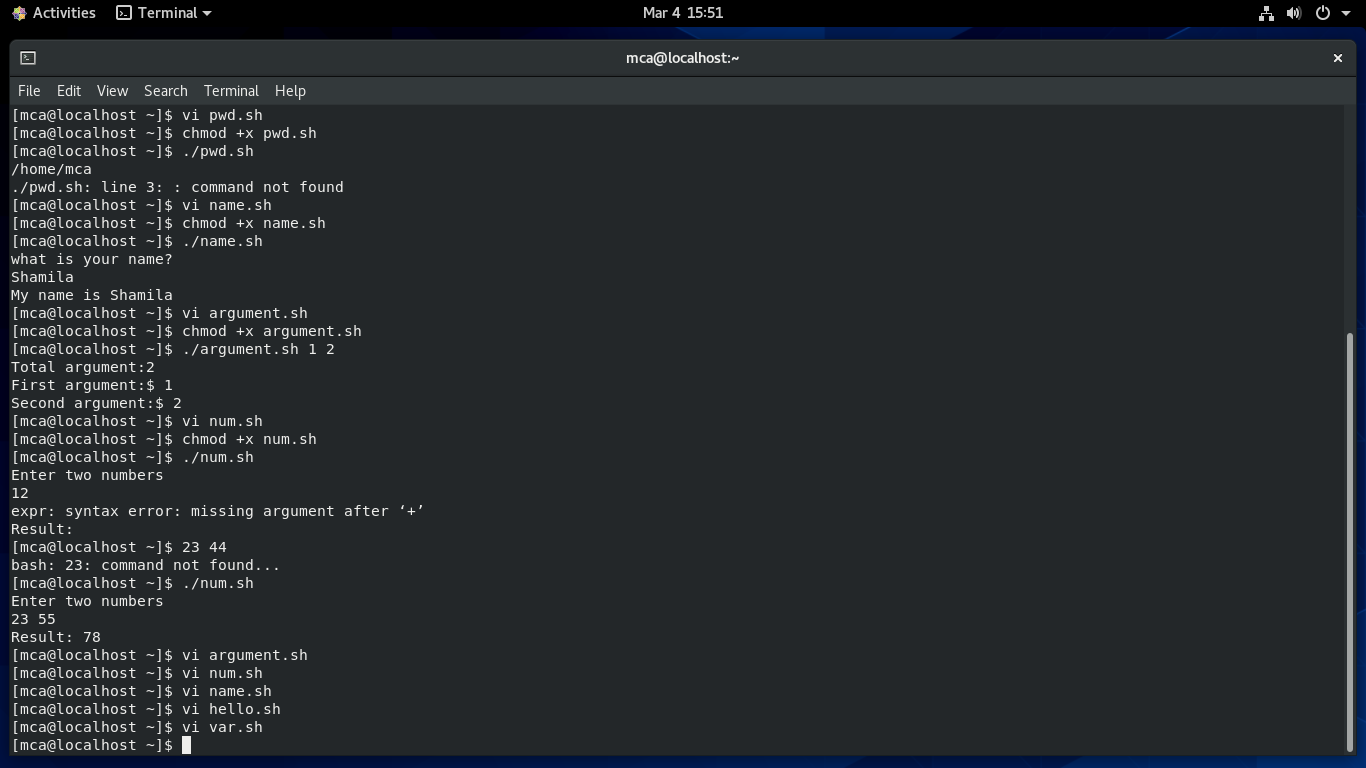 Activities Terminal Mar 4 15:51
mca@localhost:~ ×
File Edit View Search Terminal Help
[mca@localhost ~]$ vi pwd.sh
[mca@localhost ~]$ chmod +x pwd.sh
[mca@localhost ~]$ ./pwd.sh
/home/mca
./pwd.sh: line 3: : command not found
[mca@localhost ~]$ vi name.sh
[mca@localhost ~]$ chmod +x name.sh
[mca@localhost ~]$ ./name.sh
what is your name?
Shamila
My name is Shamila
[mca@localhost ~]$ vi argument.sh
[mca@localhost ~]$ chmod +x argument.sh
[mca@localhost ~]$ ./argument.sh 1 2
Total argument:2
First argument:$ 1
Second argument:$ 2
[mca@localhost ~]$ vi num.sh
[mca@localhost ~]$ chmod +x num.sh
[mca@localhost ~]$ ./num.sh
Enter two numbers
12
expr: syntax error: missing argument after ‘+’
Result:
[mca@localhost ~]$ 23 44
bash: 23: command not found...
[mca@localhost ~]$ ./num.sh
Enter two numbers
23 55
Result: 78
[mca@localhost ~]$ vi argument.sh
[mca@localhost ~]$ vi num.sh
[mca@localhost ~]$ vi name.sh
[mca@localhost ~]$ vi hello.sh
[mca@localhost ~]$ vi var.sh
[mca@localhost ~]$